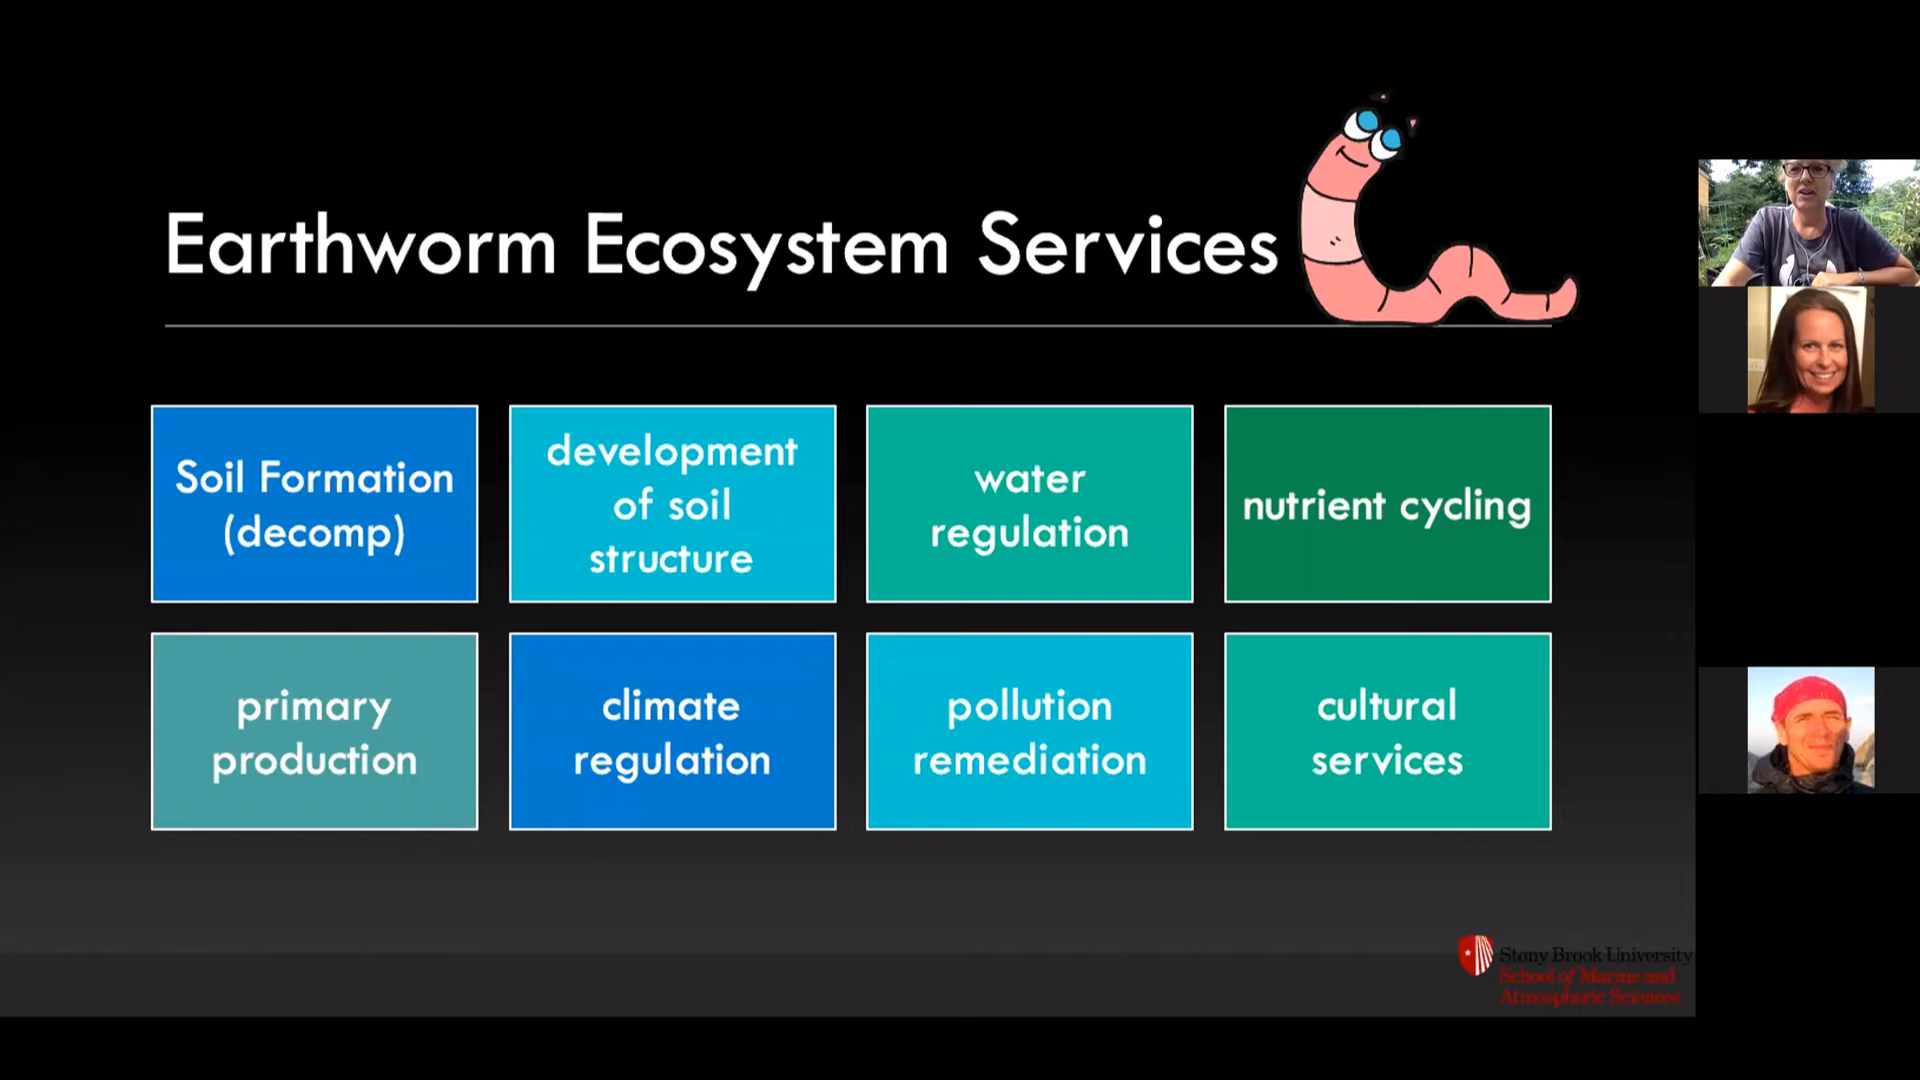 Earthworm Ecosystem Services
Soil Formation
(decomp)
development
of soil
structure
water
regulation
nutrient cycling
primary
production
climate
regulation
pollution
remediation
cultural
services
Stony Brook University
School of Marine and
Atmospheric Sciences